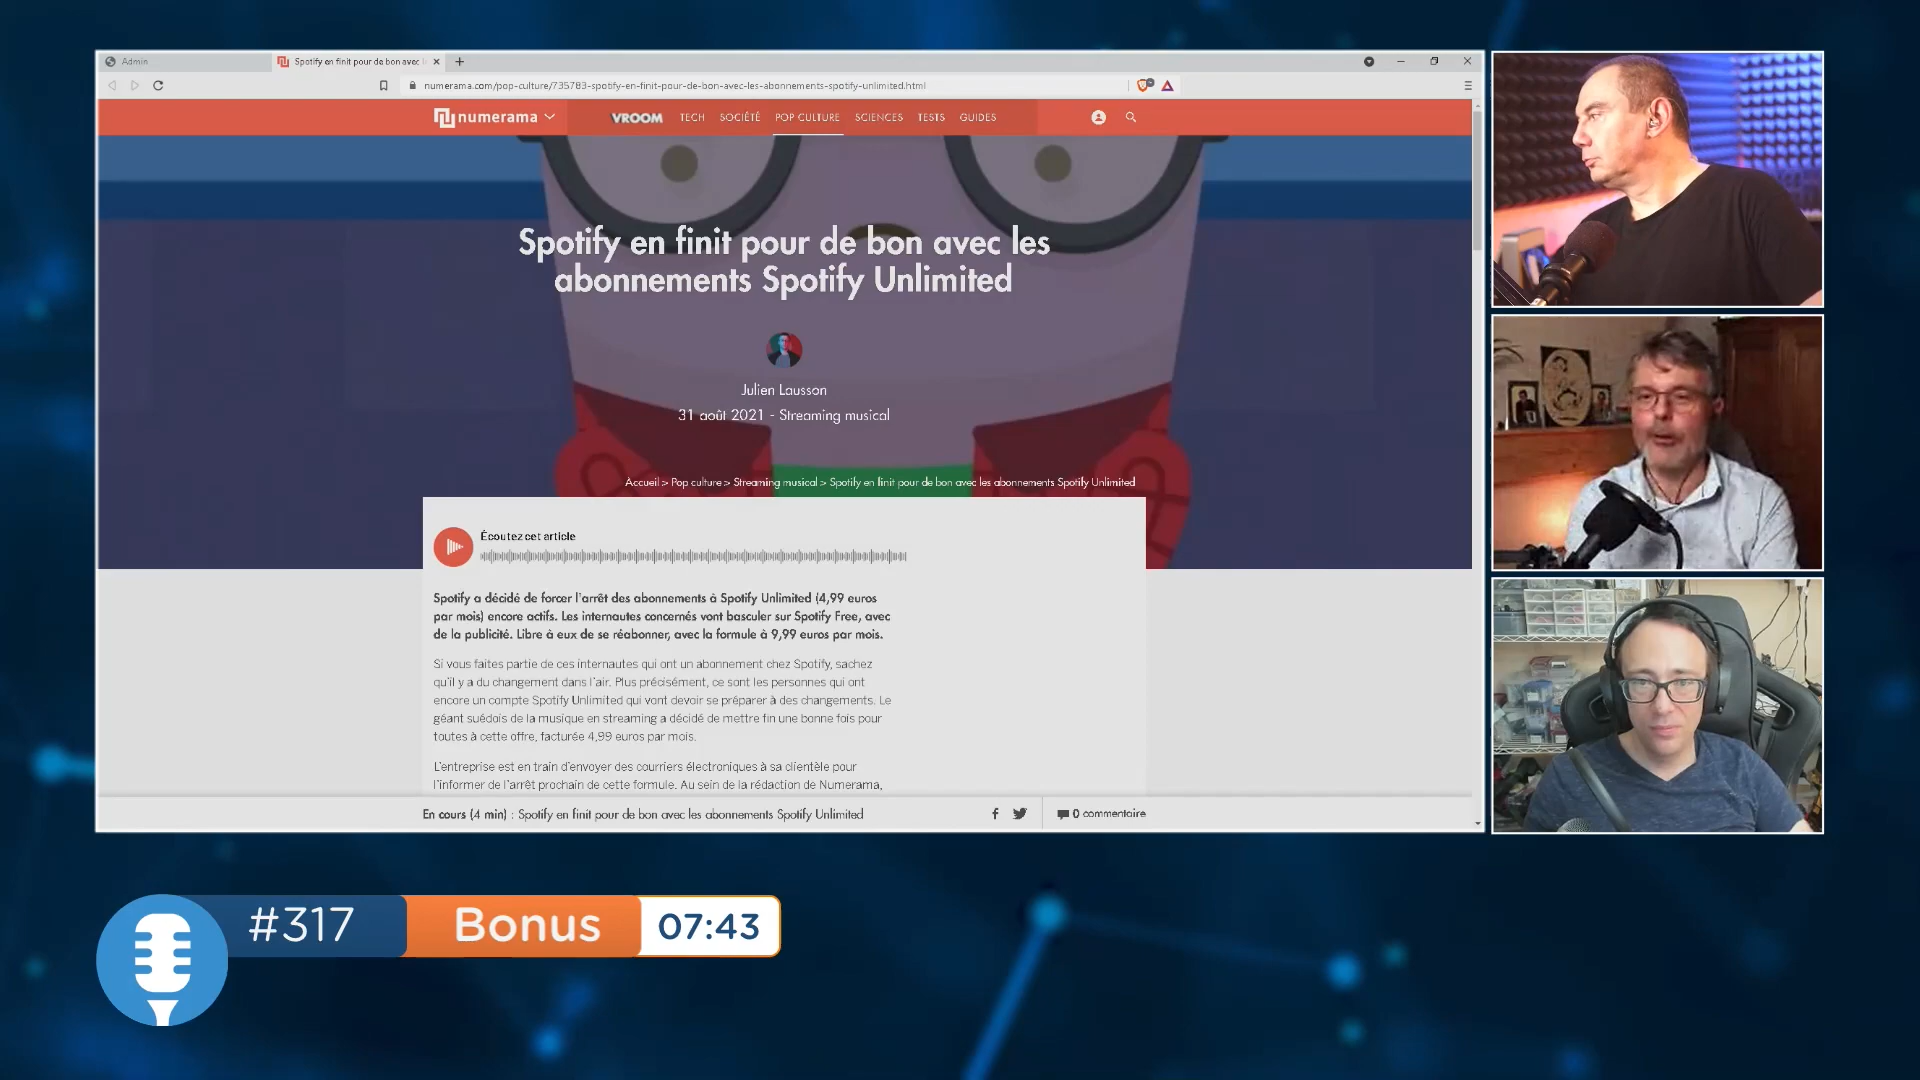 Admin
Spotify en finit pour de bon avec l
numerama.com/pop-culture/735783-spotify-en-finit-pour-de-bon-avec-les-abonnements-spotify-unlimited.html
numerama
VROOM TECH SOCIÉTÉ POP CULTURE SCIENCES TESTS GUIDES
Spotify en finit pour de bon avec les
abonnements Spotify Unlimited
Julien Lausson
31 août 2021 - Streaming musical
Accueil > Pop culture > Streaming musical > Spotify en finit pour de bon avec les abonnements Spotify Unlimited
Écoutez cet article
Spotify a décidé de forcer l'arrêt des abonnements à Spotify Unlimited (4,99 euros
par mois) encore actifs. Les internautes concernés vont basculer sur Spotify Free, avec
de la publicité. Libre à eux de se réabonner, avec la formule à 9,99 euros par mois.
Si vous faites partie de ces internautes qui ont un abonnement chez Spotify, sachez
qu'il y a du changement dans l'air. Plus précisément, ce sont les personnes qui ont
encore un compte Spotify Unlimited qui vont devoir se préparer à des changements. Le
géant suédois de la musique en streaming a décidé de mettre fin une bonne fois pour
toutes à cette offre, facturée 4,99 euros par mois.
L'entreprise est en train d'envoyer des courriers électroniques à sa clientèle pour
l'informer de l'arrêt prochain de cette formule. Au sein de la rédaction de Numerama,
En cours (4 min) : Spotify en finit pour de bon avec les abonnements Spotify Unlimited
0 commentaire
#317 Bonus 07:43